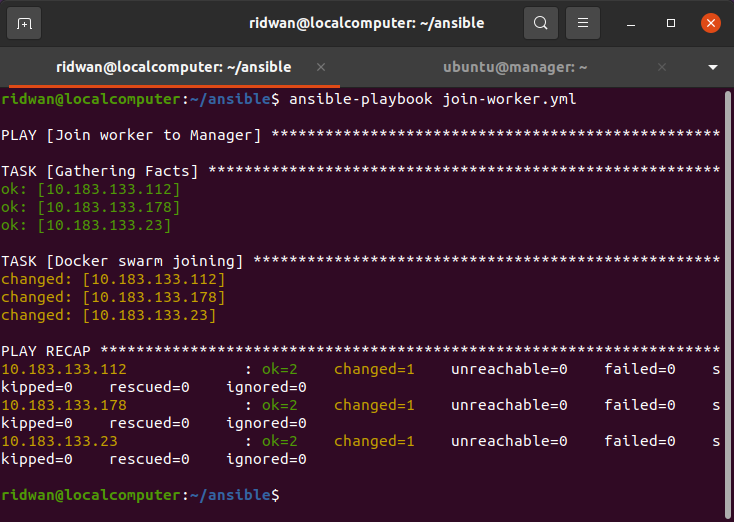 ridwan@localcomputer: ~/ansible
ridwan@localcomputer: ~/ansible
ubuntu@manager: ~
ridwan@localcomputer:~/ansible$ ansible-playbook join-worker.yml
PLAY [Join worker to Manager] **************************************************
TASK [Gathering Facts] *********************************************************
ok: [10.183.133.112]
ok: [10.183.133.178]
ok: [10.183.133.23]
TASK [Docker swarm joining] ****************************************************
changed: [10.183.133.112]
changed: [10.183.133.178]
changed: [10.183.133.23]
PLAY RECAP *********************************************************************
10.183.133.112             : ok=2    changed=1    unreachable=0    failed=0    s
kipped=0    rescued=0    ignored=0
10.183.133.178             : ok=2    changed=1    unreachable=0    failed=0    s
kipped=0    rescued=0    ignored=0
10.183.133.23              : ok=2    changed=1    unreachable=0    failed=0    s
kipped=0    rescued=0    ignored=0
ridwan@localcomputer:~/ansible$